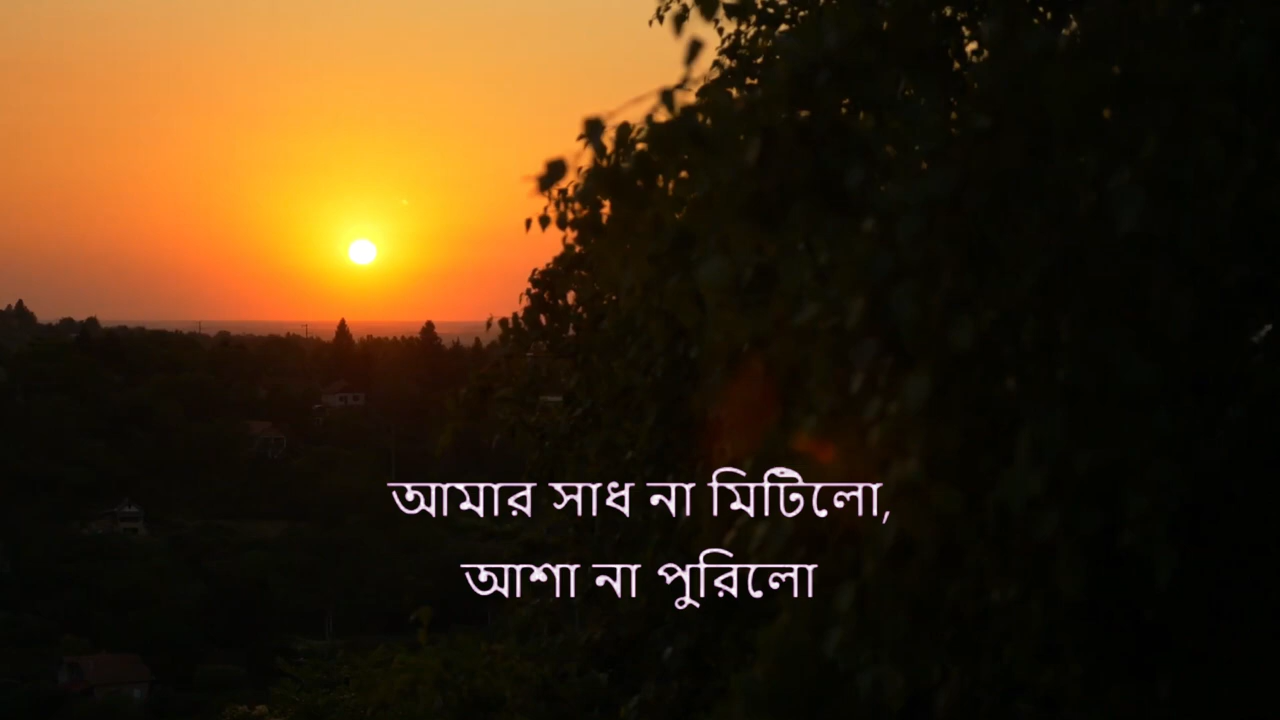 আমার সাধ না মিটিলো,
আশা না পুরিলো